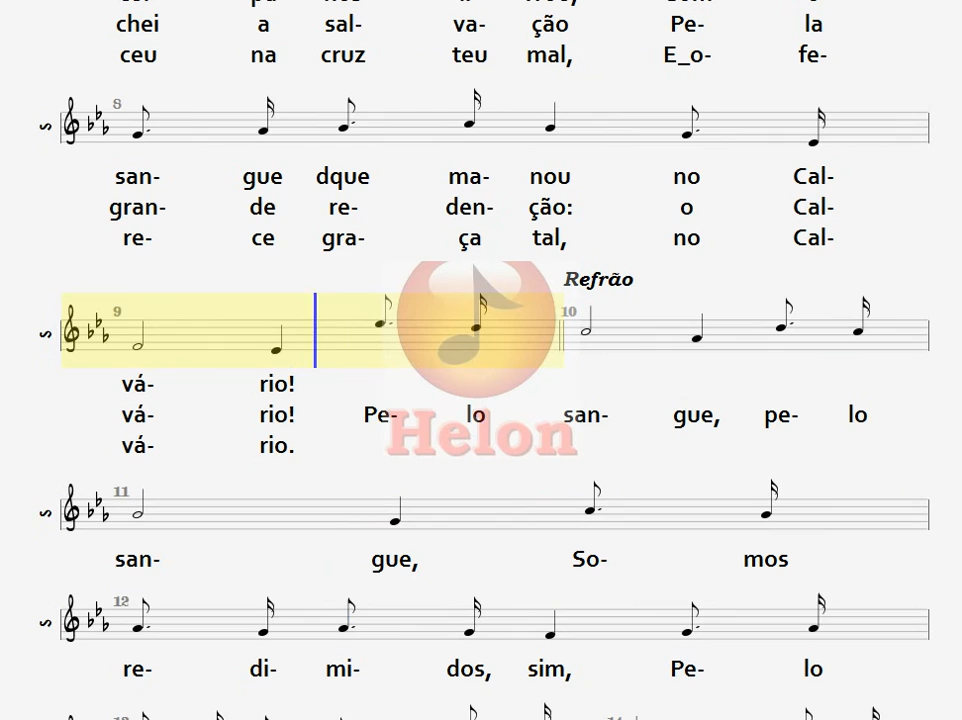 chei a sal- va- ção Pe- la
ceu na cruz teu mal, E_o- fe-
8
S
san- gue dque ma- nou no Cal-
gran- de re- den- ção: o Cal-
re- ce gra- ça tal, no Cal-
Refrão
9 10
S
vá- rio!
vá- rio! Pe- lo san- gue, pe- lo
Helon
vá- rio.
11
S
san- gue, So- mos
12
S
re- di- mi- dos, sim, Pe- lo